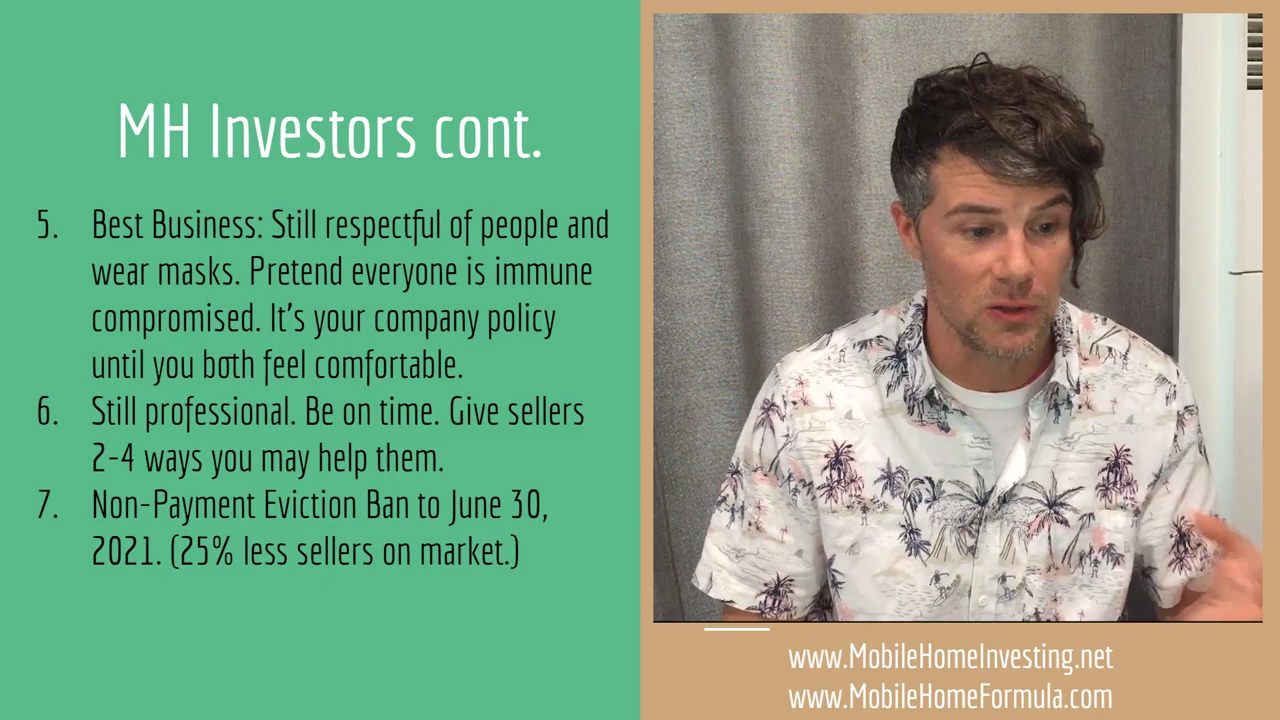 MH Investors cont.
5. Best Business: Still respectful of people and
wear masks. Pretend everyone is immune
compromised. It's your company policy
until you both feel comfortable.
6. Still professional. Be on time. Give sellers
2-4 ways you may help them.
7. Non-Payment Eviction Ban to June 30,
2021. (25% less sellers on market.)
www.MobileHomeInvesting.net
www.MobileHomeFormula.com